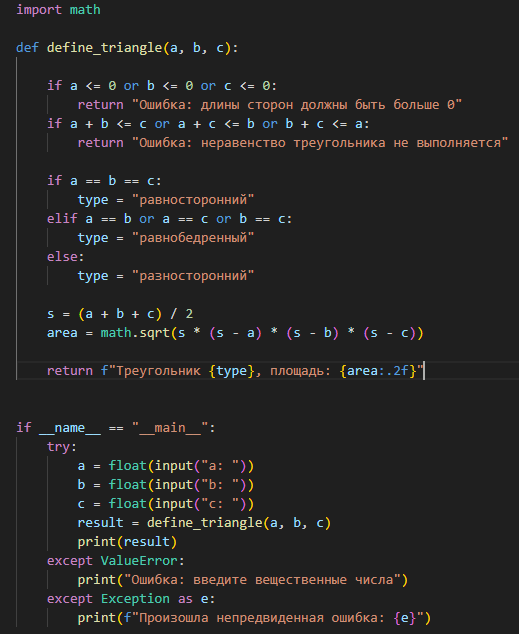 import math
def define_triangle(a, b, c):
if a <= 0 or b <= 0 or c <= 0:
return "Ошибка: длины сторон должны быть больше 0"
if a + b <= c or a + c <= b or b + c <= a:
return "Ошибка: неравенство треугольника не выполняется"
if a == b == c:
type = "равносторонний"
elif a == b or a == c or b == c:
type = "равнобедренный"
else:
type = "разносторонний"
s = (a + b + c) / 2
area = math.sqrt(s * (s - a) * (s - b) * (s - c))
return f"Треугольник {type}, площадь: {area:.2f}"
if __name__ == "__main__":
try:
a = float(input("a: "))
b = float(input("b: "))
c = float(input("c: "))
result = define_triangle(a, b, c)
print(result)
except ValueError:
print("Ошибка: введите вещественные числа")
except Exception as e:
print(f"Произошла непредвиденная ошибка: {e}")